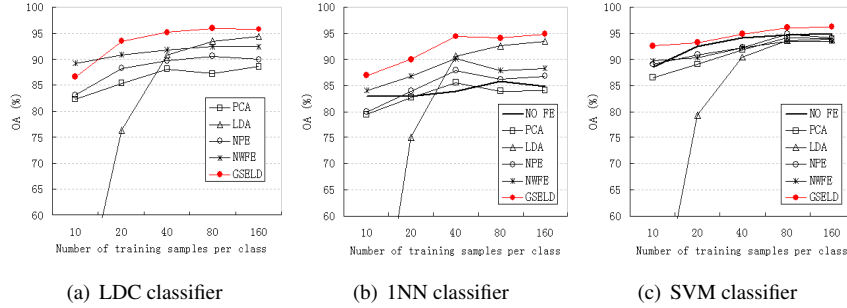 100
95
90
85
80
75
70
65
60
OA (%)
PCA
LDA
NPE
NWFE
GSELD
10 20 40 80 160
Number of training samples per class
(a) LDC classifier
100
95
90
85
80
75
70
65
60
OA (%)
NO FE
PCA
LDA
NPE
NWFE
GSELD
10 20 40 80 160
Number of training samples per class
(b) 1NN classifier
100
95
90
85
80
75
70
65
60
OA (%)
NO FE
PCA
LDA
NPE
NWFE
GSELD
10 20 40 80 160
Number of training samples per class
(c) SVM classifier